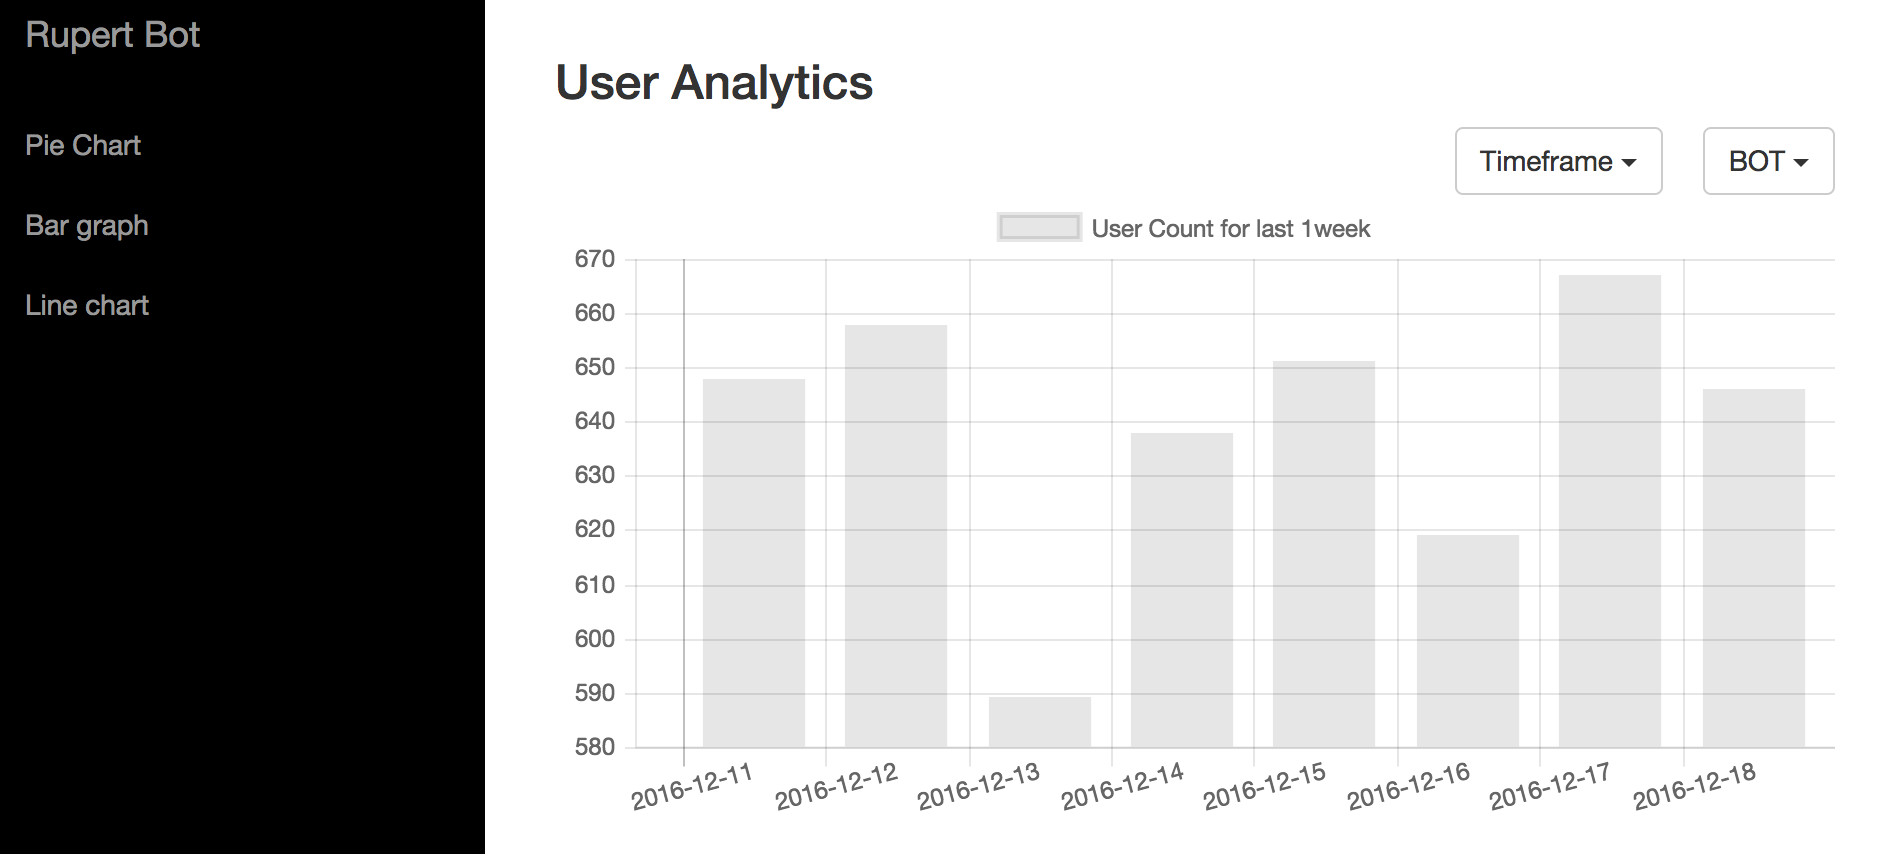 Rupert Bot
Pie Chart
Bar graph
Line chart
User Analytics
Timeframe
BOT
User Count for last 1week
670
660
650
640
630
620
610
600
590
580
2016-12-11
2016-12-12
2016-12-13
2016-12-14
2016-12-15
2016-12-16
2016-12-17
2016-12-18